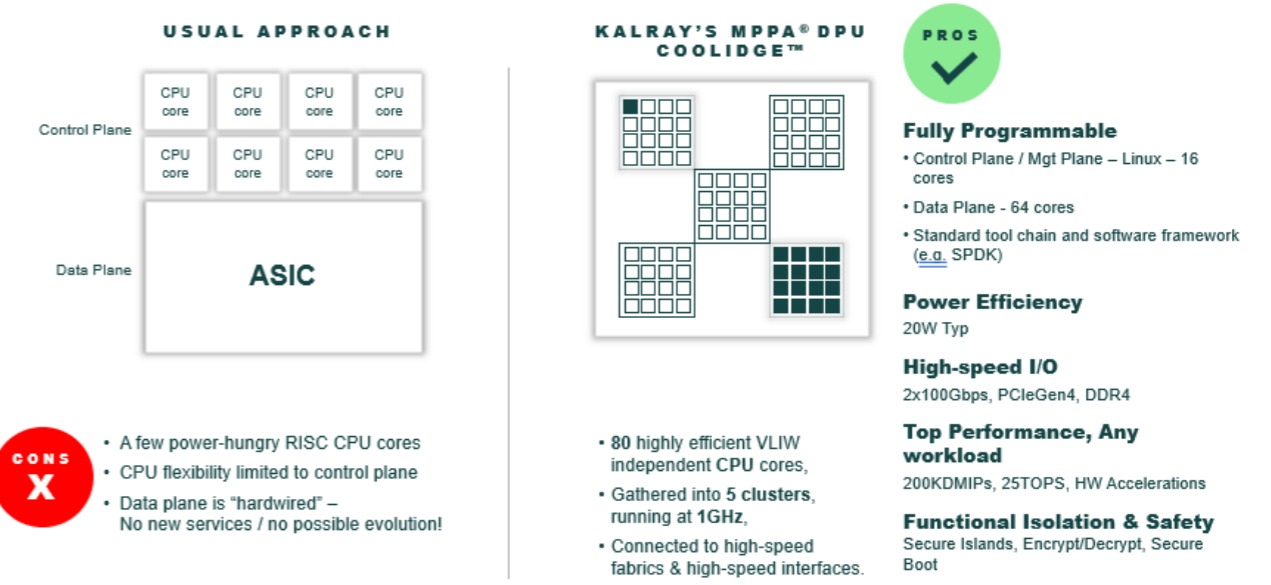 USUAL APPROACH
CPU core
CPU core
CPU core
CPU core
Control Plane
CPU core
CPU core
CPU core
CPU core
Data Plane
ASIC
CONS
X
• A few power-hungry RISC CPU cores
• CPU flexibility limited to control plane
• Data plane is “hardwired” –
No new services / no possible evolution!
KALRAY’S MPPA® DPU
COOLIDGE™
• 80 highly efficient VLIW
independent CPU cores,
• Gathered into 5 clusters,
running at 1GHz,
• Connected to high-speed
fabrics & high-speed interfaces.
PROS
Fully Programmable
• Control Plane / Mgt Plane – Linux – 16
cores
• Data Plane - 64 cores
• Standard tool chain and software framework
(e.g. SPDK)
Power Efficiency
20W Typ
High-speed I/O
2x100Gbps, PCIeGen4, DDR4
Top Performance, Any
workload
200KDMIPs, 25TOPS, HW Accelerations
Functional Isolation & Safety
Secure Islands, Encrypt/Decrypt, Secure
Boot